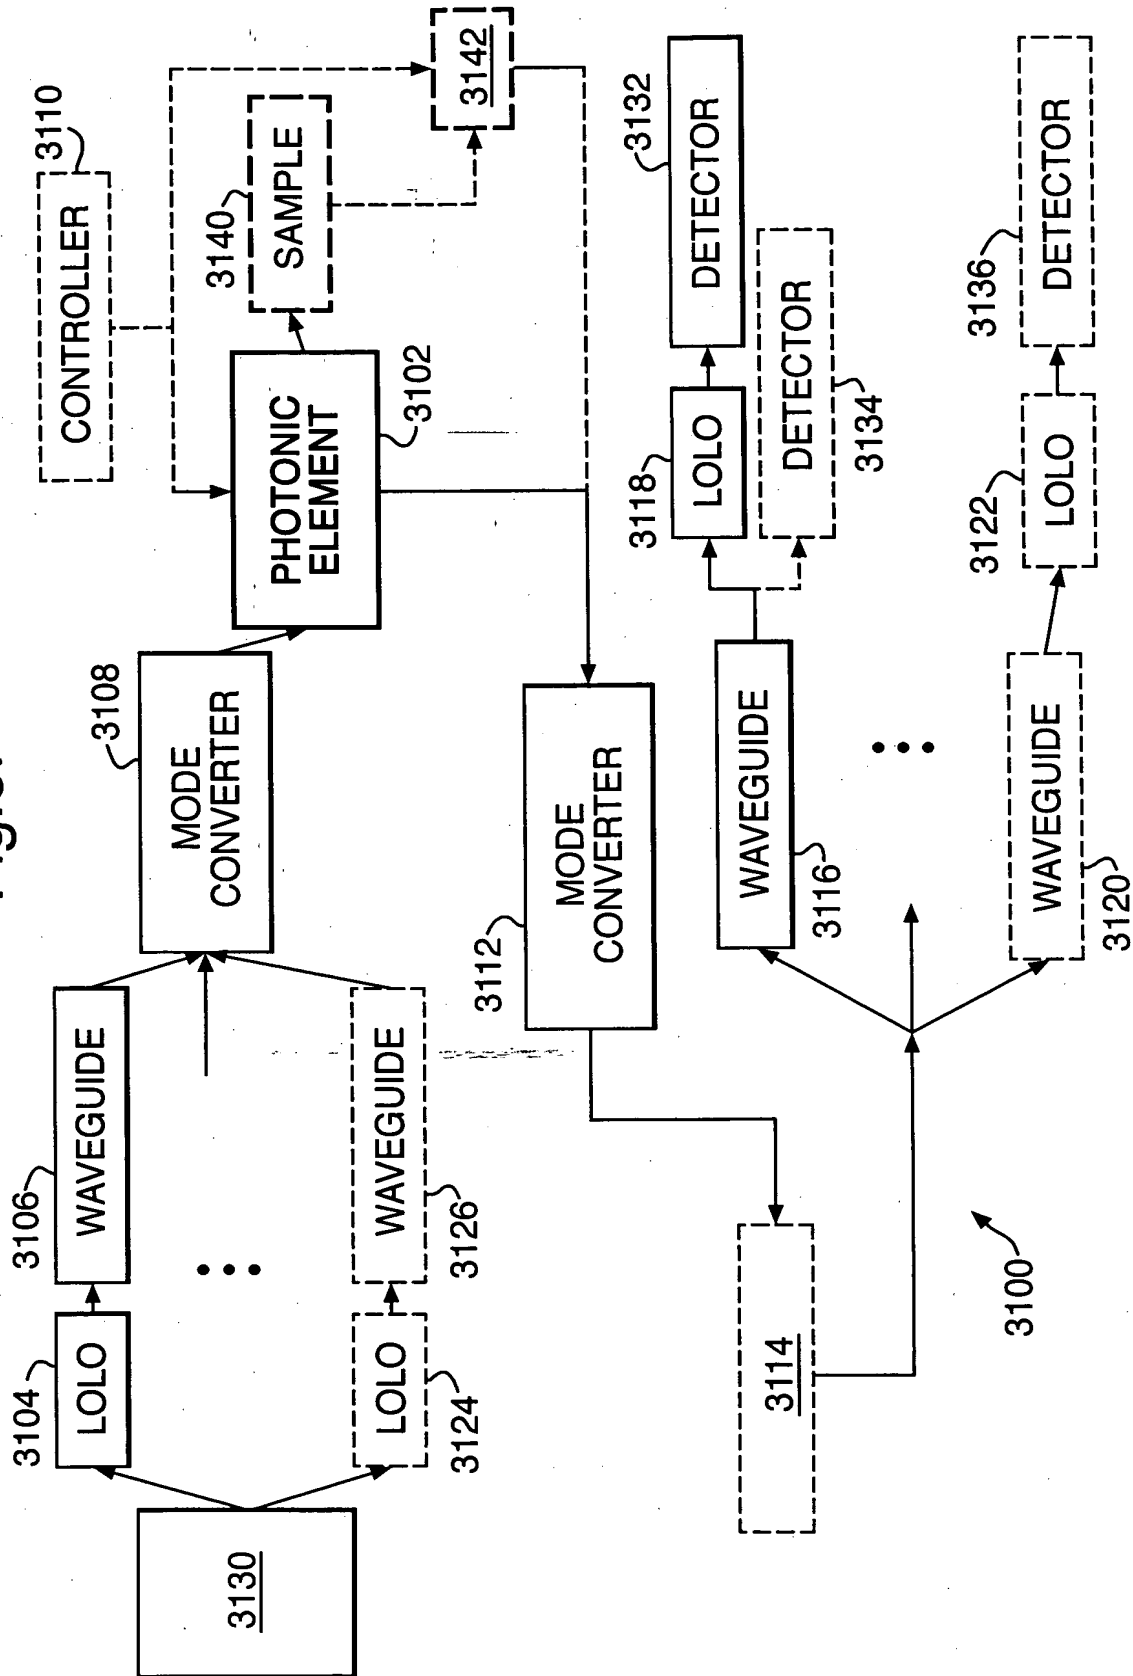 3104
3106
3110
LOLO
WAVEGUIDE
CONTROLLER
3108
MODE
CONVERTER
3140
SAMPLE
3130
PHOTONIC
ELEMENT
3102
3142
LOLO
WAVEGUIDE
3124
3126
3112
MODE
CONVERTER
3118
3132
LOLO
DETECTOR
WAVEGUIDE
DETECTOR
3114
3116
3134
3122
3136
3100
WAVEGUIDE
LOLO
DETECTOR
3120